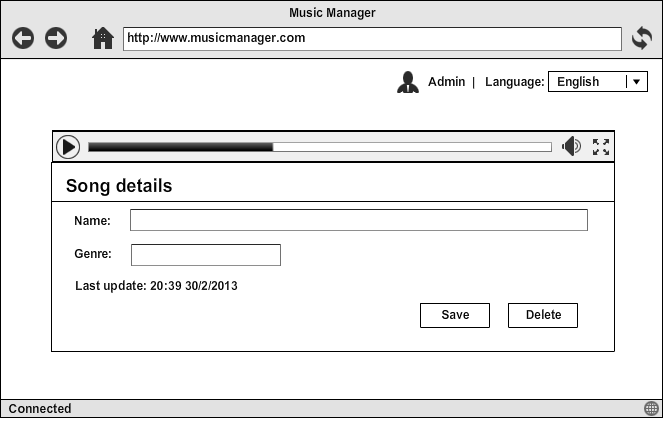 Music Manager
http://www.musicmanager.com
Admin | Language: English
Song details
Name:
Genre:
Last update: 20:39 30/2/2013
Save Delete
Connected